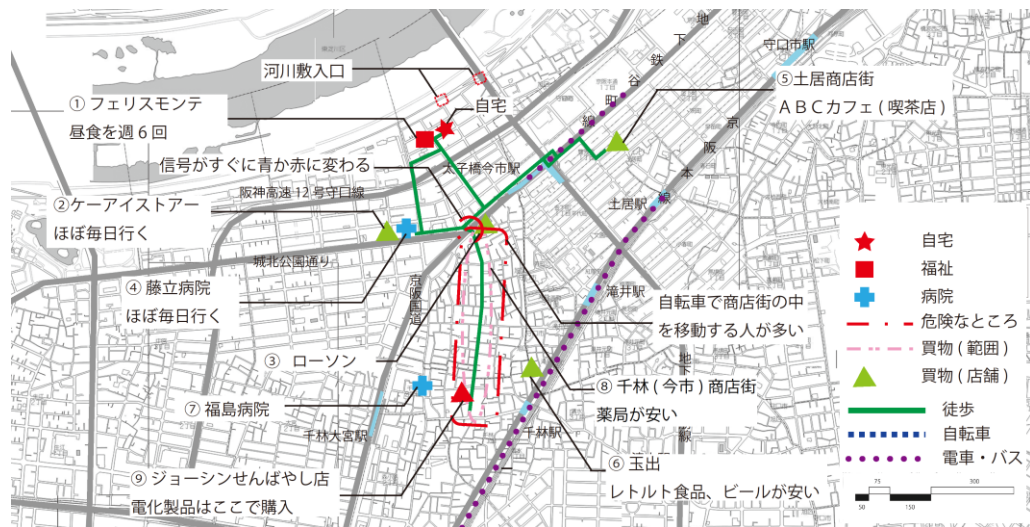 河川敷入口
① フェリスモンテ
昼食を週 6 回
自宅
信号がすぐに青か赤に変わる
太子橋今市駅
阪神高速 12 号守口線
② ケーアイストアー
ほぼ毎日行く
城北公園通り
④ 藤立病院
ほぼ毎日行く
京阪国道
③ ローソン
⑦ 福島病院
千林大宮駅
⑨ ジョーシンせんばやし店
電化製品はここで購入
地下鉄谷町線
守口市駅
⑤土居商店街
ABCカフェ ( 喫茶店 )
京阪本線
土居駅
滝井駅
自転車で商店街の中
を移動する人が多い
⑧ 千林 ( 今市 ) 商店街
薬局が安い
地下
線
千林駅
⑥ 玉出
レトルト食品、ビールが安い
自宅
福祉
病院
危険なところ
買物 ( 範囲 )
買物 ( 店舗 )
徒歩
自転車
電車・バス
75
300
50
150